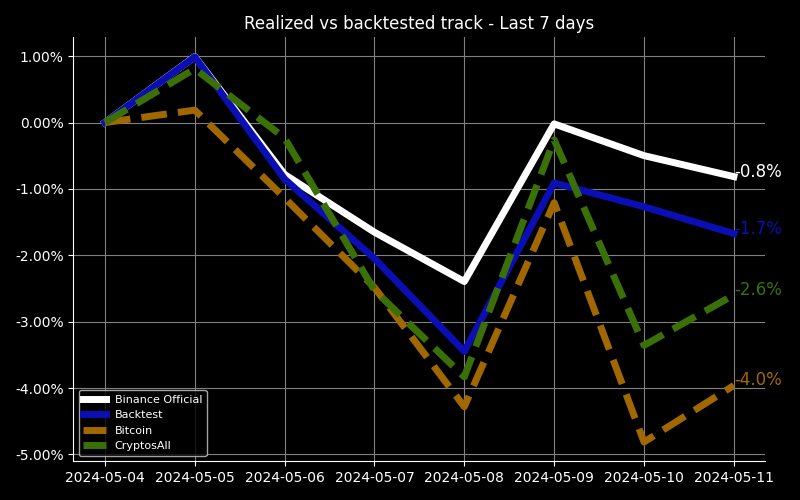 Realized vs backtested track - Last 7 days
1.00%
0.00%
-1.00%
-2.00%
-3.00%
-4.00%
-5.00%
-0.8%
-1.7%
-2.6%
-4.0%
Binance Official
Backtest
Bitcoin
CryptosAll
2024-05-04 2024-05-05 2024-05-06 2024-05-07 2024-05-08 2024-05-09 2024-05-10 2024-05-11